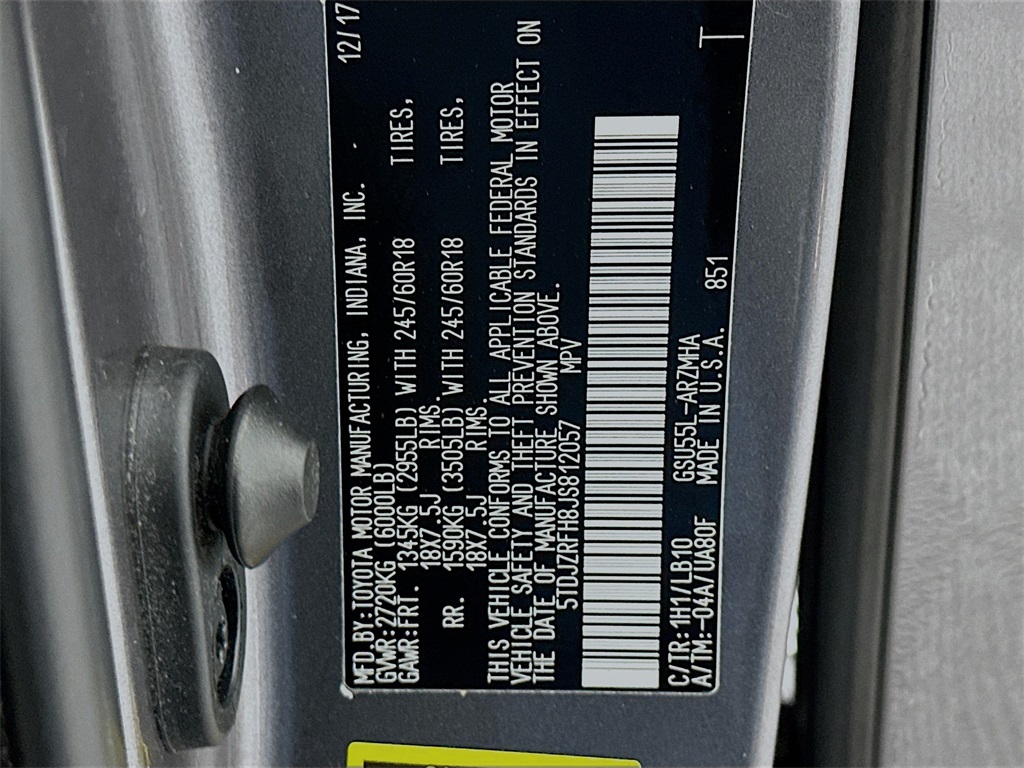 MFD.BY:TOYOTA MOTOR MANUFACTURING, INDIANA, INC. 12/17
GVWR:2720KG (6000LB)
GAWR:FRT. 1345KG (2955LB) WITH 245/60R18 TIRES,
18X7.5J RIMS.
RR. 1590KG (3505LB) WITH 245/60R18 TIRES,
18X7.5J RIMS.
THIS VEHICLE CONFORMS TO ALL APPLICABLE FEDERAL MOTOR
VEHICLE SAFETY AND THEFT PREVENTION STANDARDS IN EFFECT ON
THE DATE OF MANUFACTURE SHOWN ABOVE.
5TDJZRFH8JS812057 MPV
C/TR:1H1/LB10 GSU55L-ARZMHA
A/TM:-04A/UA80F MADE IN U.S.A. 851 T